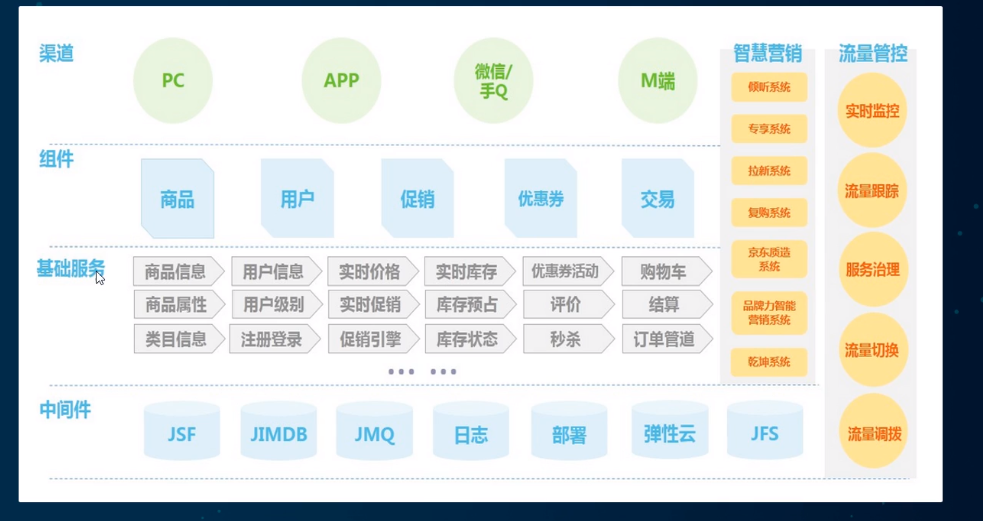 渠道
PC
APP
微信/
手Q
M端
组件
商品
用户
促销
优惠券
交易
基础服务
商品信息
用户信息
实时价格
实时库存
优惠券活动
购物车
商品属性
用户级别
实时促销
库存预占
评价
结算
类目信息
注册登录
促销引擎
库存状态
秒杀
订单管道
... ...
中间件
JSF
JIMDB
JMQ
日志
部署
弹性云
JFS
智慧营销
倾听系统
专享系统
拉新系统
复购系统
京东质造
系统
品牌力智能
营销系统
乾坤系统
流量管控
实时监控
流量跟踪
服务治理
流量切换
流量调拨